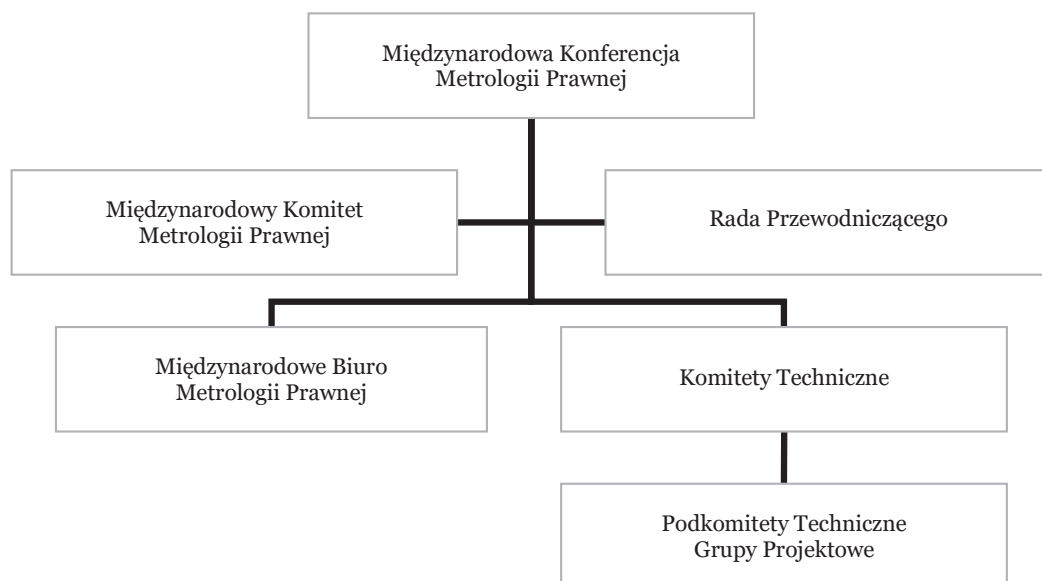 Międzynarodowa Konferencja
Metrologii Prawnej
Międzynarodowy Komitet
Metrologii Prawnej
Rada Przewodniczącego
Międzynarodowe Biuro
Metrologii Prawnej
Komitety Techniczne
Podkomitety Techniczne
Grupy Projektowe